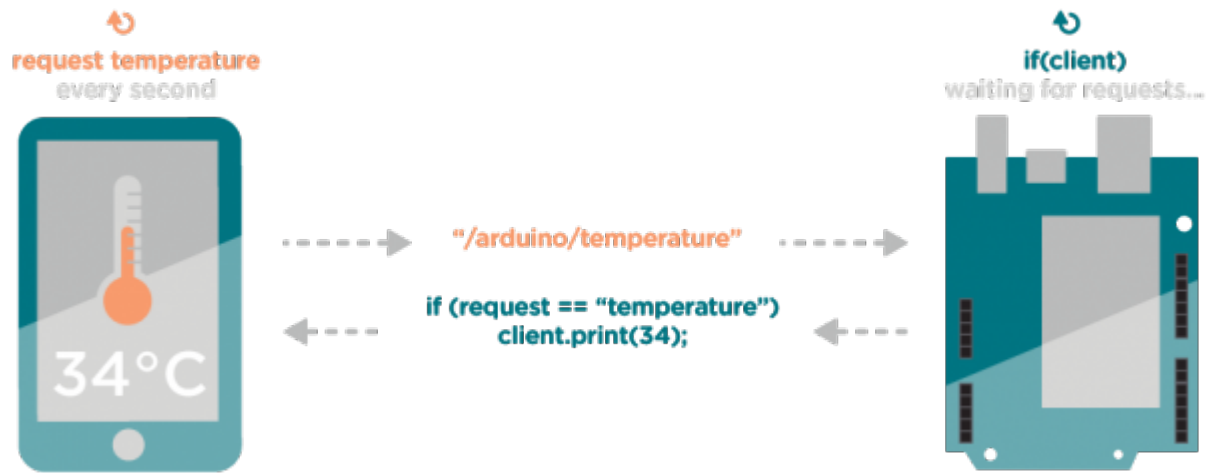 request temperature
every second
if(client)
waiting for requests...
“/arduino/temperature”
if (request == “temperature”)
client.print(34);
34°C